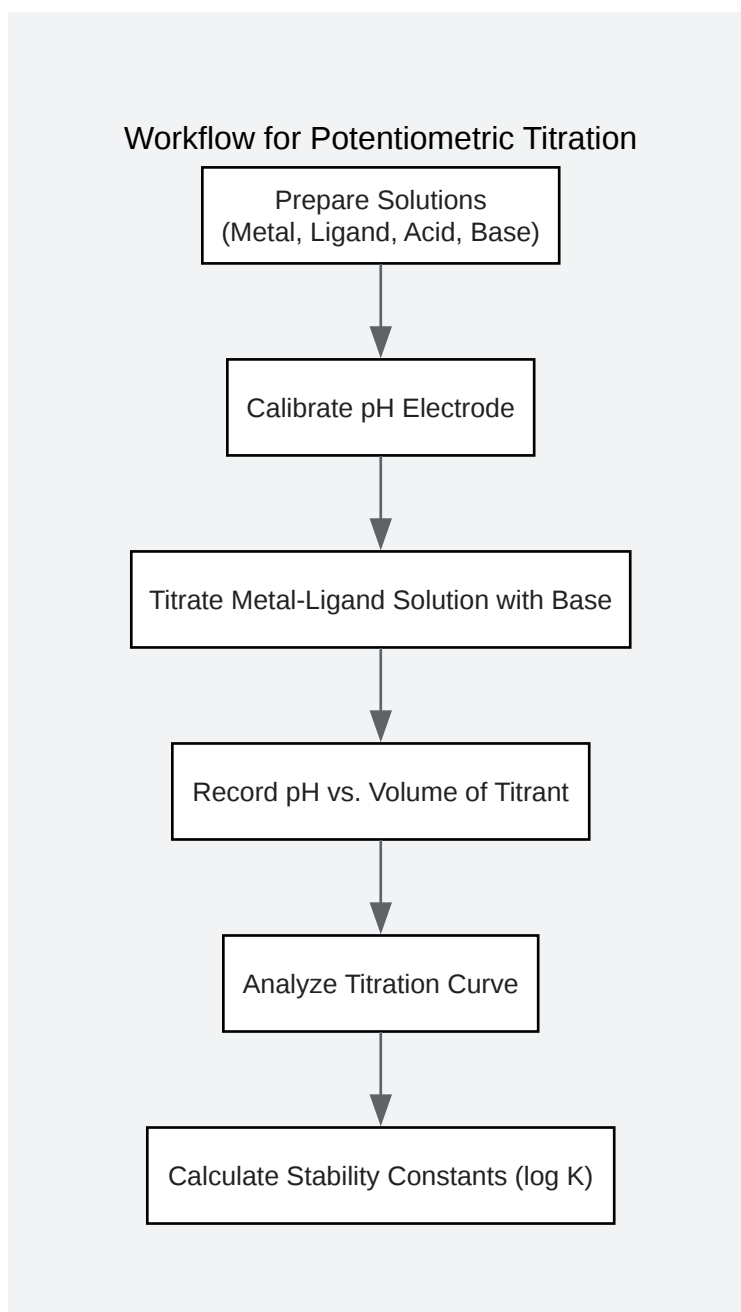 Workflow for Potentiometric Titration
Prepare Solutions
(Metal, Ligand, Acid, Base)
Calibrate pH Electrode
Titrate Metal-Ligand Solution with Base
Record pH vs. Volume of Titrant
Analyze Titration Curve
Calculate Stability Constants (log K)